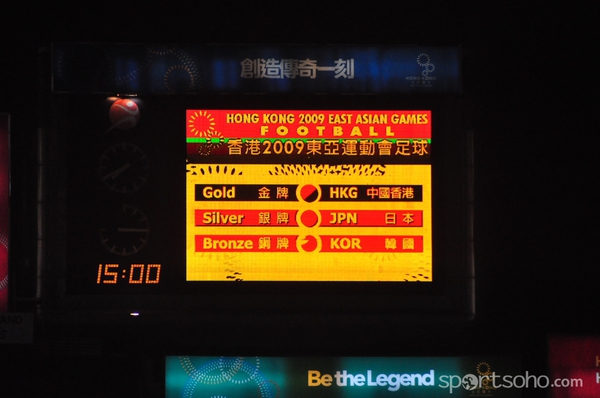 創造傳奇一刻
HONG KONG 2009 EAST ASIAN GAMES
FOOTBALL
香港2009東亞運動會足球
Gold 金牌 HKG 中國香港
Silver 銀牌 JPN 日本
Bronze 銅牌 KOR 韓國
15:00
Be the Legend
sportsoho.com